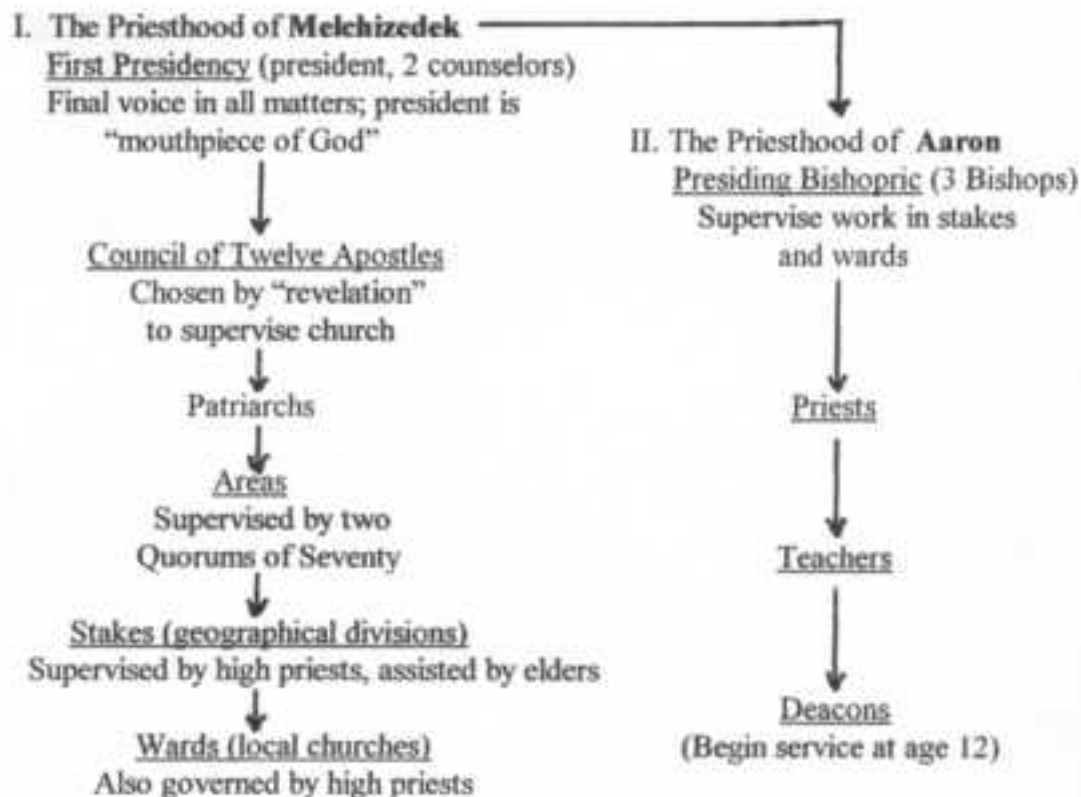 I. The Priesthood of Melchizedek
First Presidency (president, 2 counselors)
Final voice in all matters; president is
“mouthpiece of God”
Council of Twelve Apostles
Chosen by “revelation”
to supervise church
Patriarchs
Areas
Supervised by two
Quorums of Seventy
Stakes (geographical divisions)
Supervised by high priests, assisted by elders
Wards (local churches)
Also governed by high priests
II. The Priesthood of Aaron
Presiding Bishopric (3 Bishops)
Supervise work in stakes
and wards
Priests
Teachers
Deacons
(Begin service at age 12)